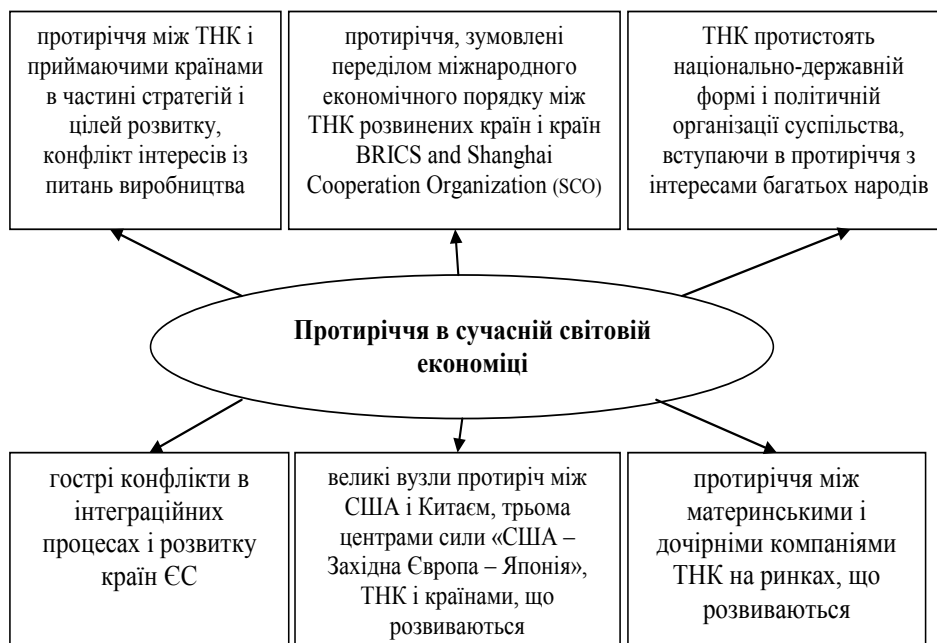 протиріччя між ТНК і
приймаючими країнами
в частині стратегій і
цілей розвитку,
конфлікт інтересів із
питань виробництва
протиріччя, зумовлені
переділом міжнародного
економічного порядку між
ТНК розвинених країн і країн
BRICS and Shanghai
Cooperation Organization (SCO)
ТНК протистоять
національно-державній
формі і політичній
організації суспільства,
вступаючи в протиріччя з
інтересами багатьох народів
Протиріччя в сучасній світовій
економіці
гострі конфлікти в
інтеграційних
процесах і розвитку
країн ЄС
великі вузли протиріч між
США і Китаєм, трьома
центрами сили «США –
Західна Європа – Японія»,
ТНК і країнами, що
розвиваються
протиріччя між
материнськими і
дочірніми компаніями
ТНК на ринках, що
розвиваються